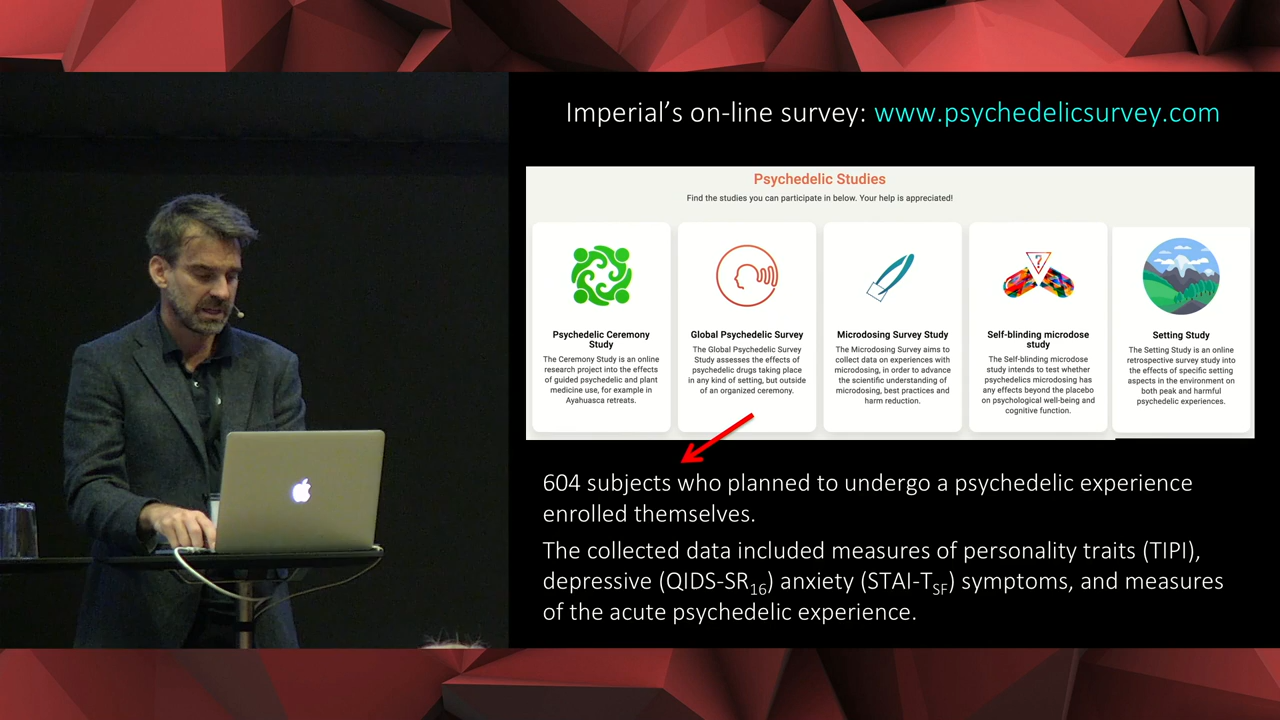 Imperial’s on-line survey: www.psychedelicsurvey.com
Psychedelic Studies
Find the studies you can participate in below. Your help is appreciated!
Psychedelic Ceremony
Study
The Ceremony Study is an online
research project into the effects
of guided psychedelic and plant
medicine use, for example in
Ayahuasca retreats.
Global Psychedelic Survey
The Global Psychedelic Survey
Study assesses the effects of
psychedelic drugs taking place
in any kind of setting, but outside
of an organized ceremony.
Microdosing Survey Study
The Microdosing Survey aims to
collect data on experiences with
microdosing, in order to advance
the scientific understanding of
microdosing, best practices and
harm reduction.
?
Self-blinding microdose
study
The Self-blinding microdose
study intends to test whether
psychedelics microdosing has
any effects beyond the placebo
on psychological well-being and
cognitive function.
Setting Study
The Setting Study is an online
retrospective survey study into
the effects of specific setting
aspects in the environment on
both peak and harmful
psychedelic experiences.
604 subjects who planned to undergo a psychedelic experience
enrolled themselves.
The collected data included measures of personality traits (TIPI),
depressive (QIDS-SR16) anxiety (STAI-TSF) symptoms, and measures
of the acute psychedelic experience.